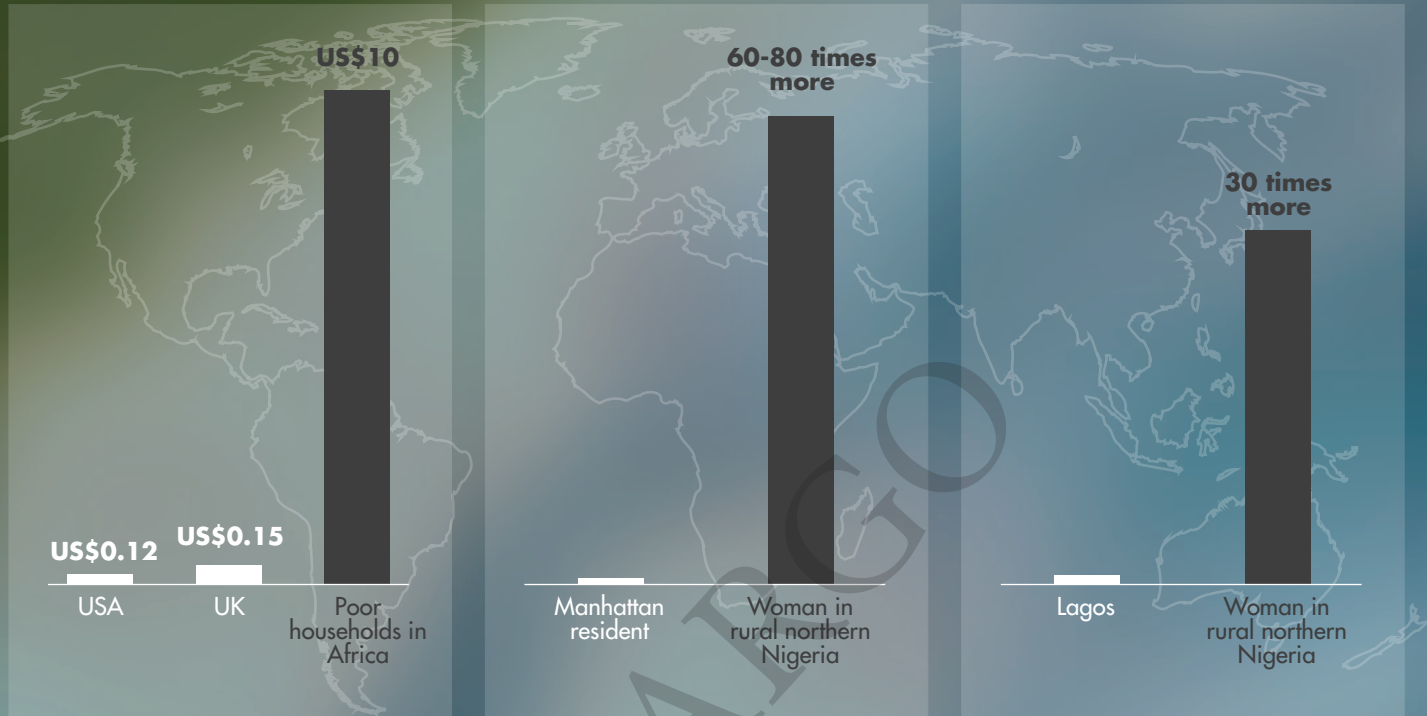 US$10
US$0.12
US$0.15
USA
UK
Poor
households in
Africa
60-80 times
more
Manhattan
resident
Woman in
rural northern
Nigeria
30 times
more
Lagos
Woman in
rural northern
Nigeria
ARGO